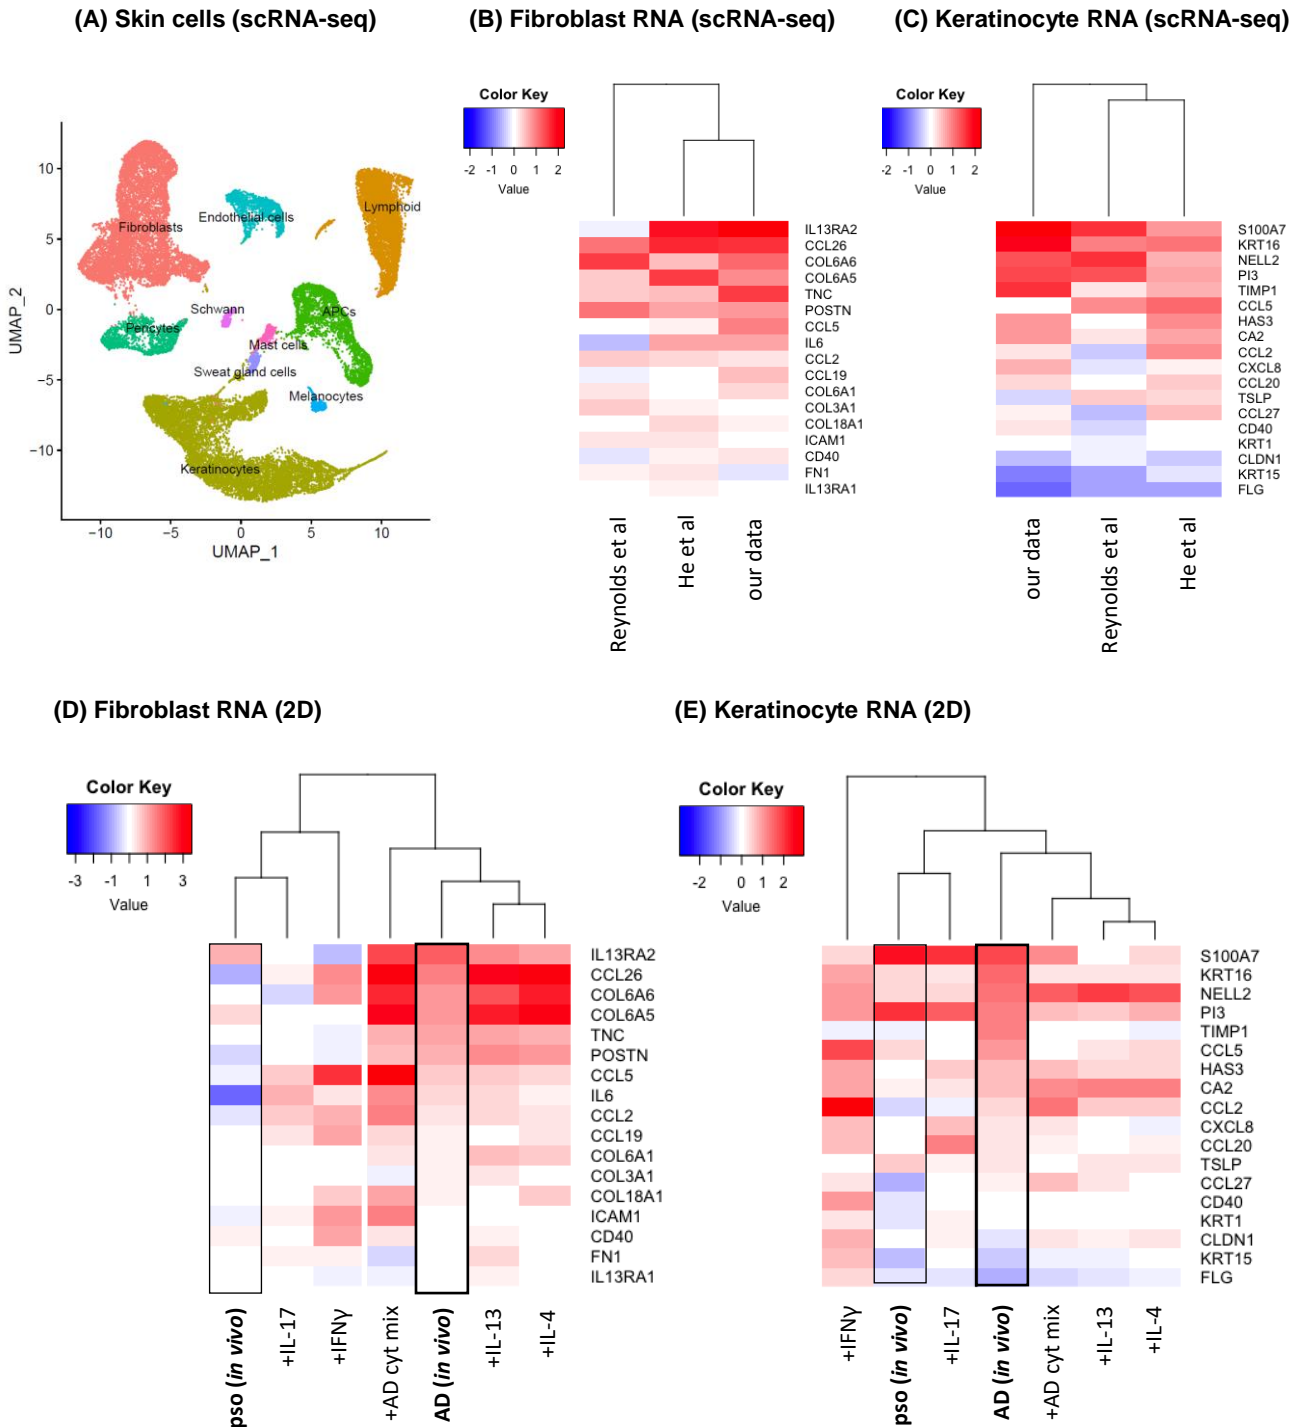 (A) Skin cells (scRNA-seq)
(B) Fibroblast RNA (scRNA-seq)
(C) Keratinocyte RNA (scRNA-seq)
UMAP_2
10
5
0
−5
−10
−10
−5
0
5
10
UMAP_1
Fibroblasts
Endothelial cells
Lymphoid
Schwann
Pericytes
APCs
Mast cells
Sweat gland cells
Melanocytes
Keratinocytes
Color Key
-2 -1 0 1 2
Value
IL13RA2
CCL26
COL6A6
COL6A5
TNC
POSTN
CCL5
IL6
CCL2
CCL19
COL6A1
COL3A1
COL18A1
ICAM1
CD40
FN1
IL13RA1
Reynolds et al
He et al
our data
Color Key
-2 -1 0 1 2
Value
S100A7
KRT16
NELL2
PI3
TIMP1
CCL5
HAS3
CA2
CCL2
CXCL8
CCL20
TSLP
CCL27
CD40
KRT1
CLDN1
KRT15
FLG
our data
Reynolds et al
He et al
(D) Fibroblast RNA (2D)
(E) Keratinocyte RNA (2D)
Color Key
-3 -1 1 3
Value
IL13RA2
CCL26
COL6A6
COL6A5
TNC
POSTN
CCL5
IL6
CCL2
CCL19
COL6A1
COL3A1
COL18A1
ICAM1
CD40
FN1
IL13RA1
pso (in vivo)
+IL-17
+IFNγ
+AD cyt mix
AD (in vivo)
+IL-13
+IL-4
Color Key
-2 0 1 2
Value
S100A7
KRT16
NELL2
PI3
TIMP1
CCL5
HAS3
CA2
CCL2
CXCL8
CCL20
TSLP
CCL27
CD40
KRT1
CLDN1
KRT15
FLG
+IFNγ
pso (in vivo)
+IL-17
AD (in vivo)
+AD cyt mix
+IL-13
+IL-4